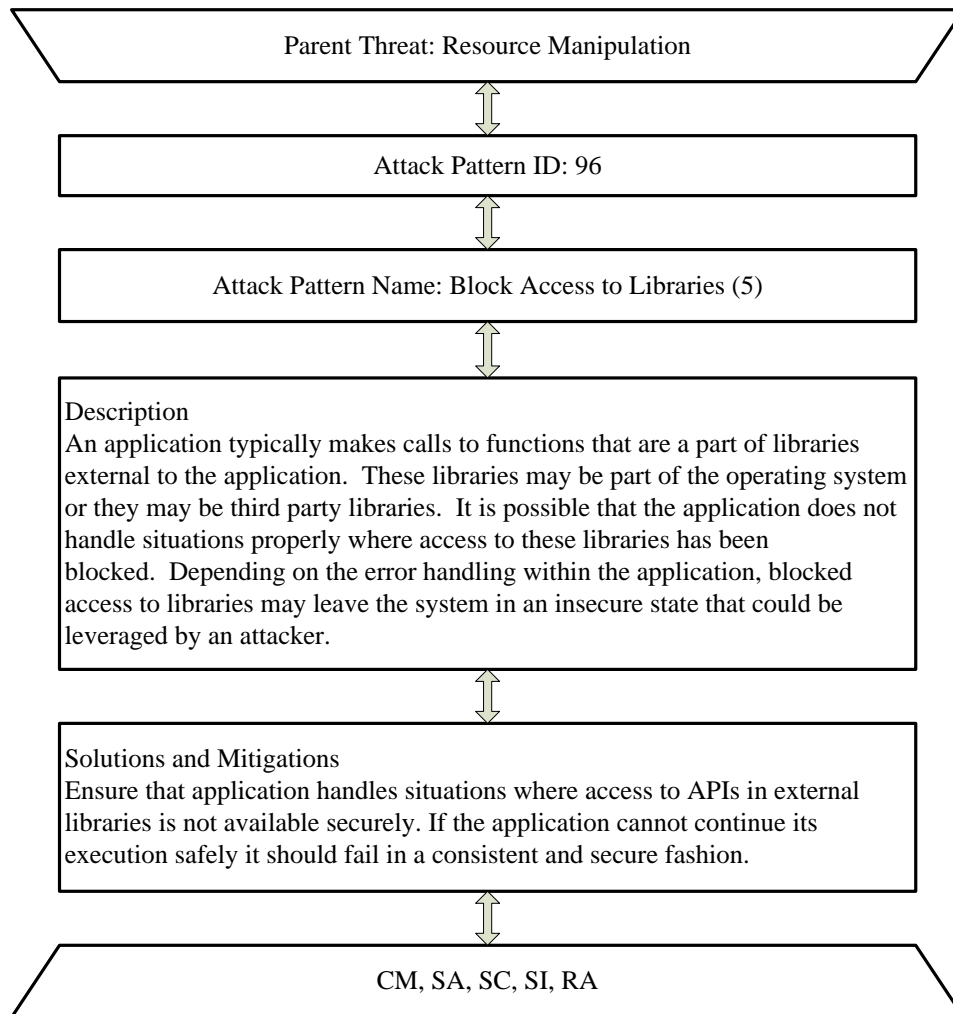 Parent Threat: Resource Manipulation
Attack Pattern ID: 96
Attack Pattern Name: Block Access to Libraries (5)
Description
An application typically makes calls to functions that are a part of libraries
external to the application.  These libraries may be part of the operating system
or they may be third party libraries.  It is possible that the application does not
handle situations properly where access to these libraries has been
blocked.  Depending on the error handling within the application, blocked
access to libraries may leave the system in an insecure state that could be
leveraged by an attacker.
Solutions and Mitigations
Ensure that application handles situations where access to APIs in external
libraries is not available securely. If the application cannot continue its
execution safely it should fail in a consistent and secure fashion.
CM, SA, SC, SI, RA